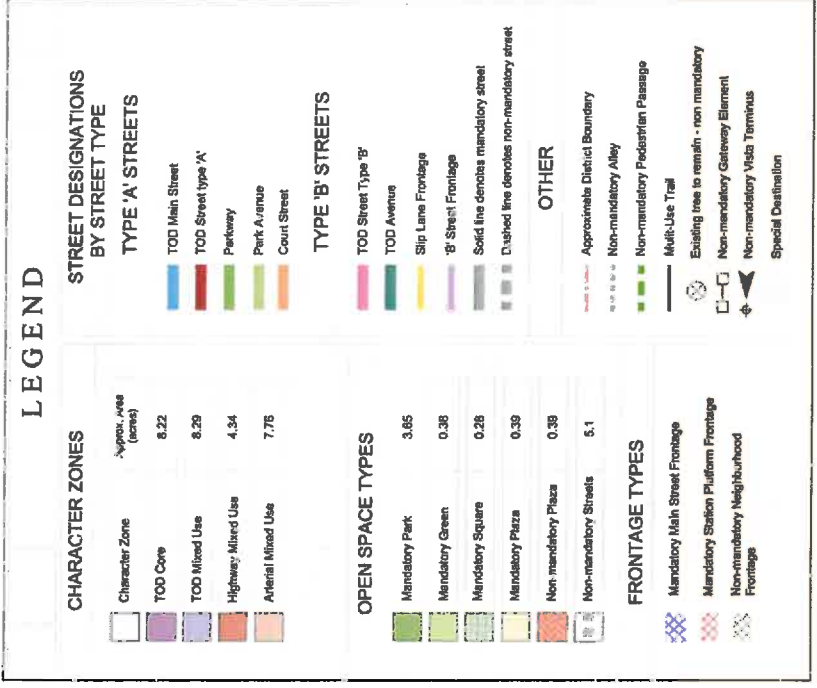 LEGEND
CHARACTER ZONES
Character Zone
Approx. Area
(acres)
TOD Core 8.22
TOD Mixed Use 8.29
Highway Mixed Use 4.34
Arterial Mixed Use 7.76
OPEN SPACE TYPES
Mandatory Park 3.65
Mandatory Green 0.38
Mandatory Square 0.28
Mandatory Plaza 0.39
Non-mandatory Plaza 0.39
Non-mandatory Streets 5.1
FRONTAGE TYPES
Mandatory Main Street Frontage
Mandatory Station Platform Frontage
Non-mandatory Neighborhood
Frontage
STREET DESIGNATIONS
BY STREET TYPE
TYPE 'A' STREETS
TOD Main Street
TOD Street type 'A'
Parkway
Park Avenue
Court Street
TYPE 'B' STREETS
TOD Street Type 'B'
TOD Avenue
Slip Lane Frontage
'B' Street Frontage
Solid line denotes mandatory street
Dashed line denotes non-mandatory street
OTHER
Approximate District Boundary
Non-mandatory Alley
Non-mandatory Pedestrian Passage
Mulit-Use Trail
Existing tree to remain - non mandatory
Non-mandatory Gateway Element
Non-mandatory Vista Terminus
Special Destination